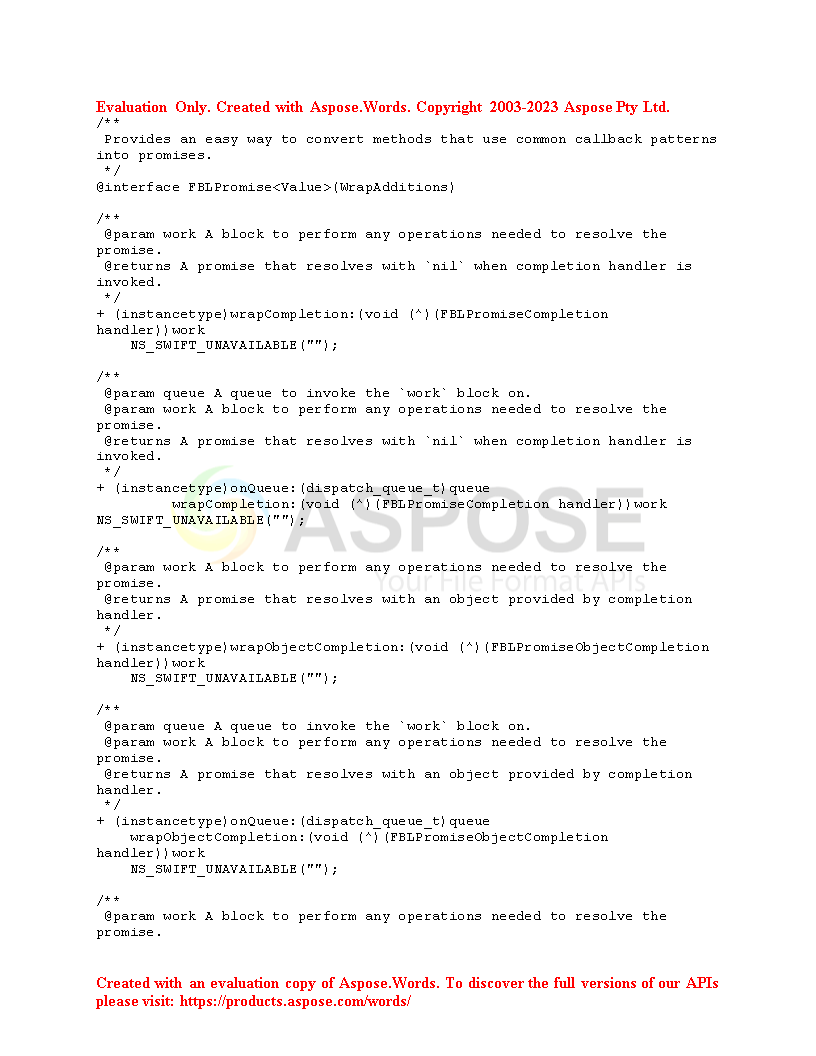 Evaluation Only. Created with Aspose.Words. Copyright 2003-2023 Aspose Pty Ltd.
/**
 Provides an easy way to convert methods that use common callback patterns
into promises.
 */
@interface FBLPromise<Value>(WrapAdditions)

/**
 @param work A block to perform any operations needed to resolve the
promise.
 @returns A promise that resolves with `nil` when completion handler is
invoked.
 */
+ (instancetype)wrapCompletion:(void (^)(FBLPromiseCompletion
handler))work
    NS_SWIFT_UNAVAILABLE("");

/**
 @param queue A queue to invoke the `work` block on.
 @param work A block to perform any operations needed to resolve the
promise.
 @returns A promise that resolves with `nil` when completion handler is
invoked.
 */
+ (instancetype)onQueue:(dispatch_queue_t)queue
         wrapCompletion:(void (^)(FBLPromiseCompletion handler))work
NS_SWIFT_UNAVAILABLE("");
ASPOSE
Your File Format APIs

/**
 @param work A block to perform any operations needed to resolve the
promise.
 @returns A promise that resolves with an object provided by completion
handler.
 */
+ (instancetype)wrapObjectCompletion:(void (^)(FBLPromiseObjectCompletion
handler))work
    NS_SWIFT_UNAVAILABLE("");

/**
 @param queue A queue to invoke the `work` block on.
 @param work A block to perform any operations needed to resolve the
promise.
 @returns A promise that resolves with an object provided by completion
handler.
 */
+ (instancetype)onQueue:(dispatch_queue_t)queue
    wrapObjectCompletion:(void (^)(FBLPromiseObjectCompletion
handler))work
    NS_SWIFT_UNAVAILABLE("");

/**
 @param work A block to perform any operations needed to resolve the
promise.

Created with an evaluation copy of Aspose.Words. To discover the full versions of our APIs
please visit: https://products.aspose.com/words/